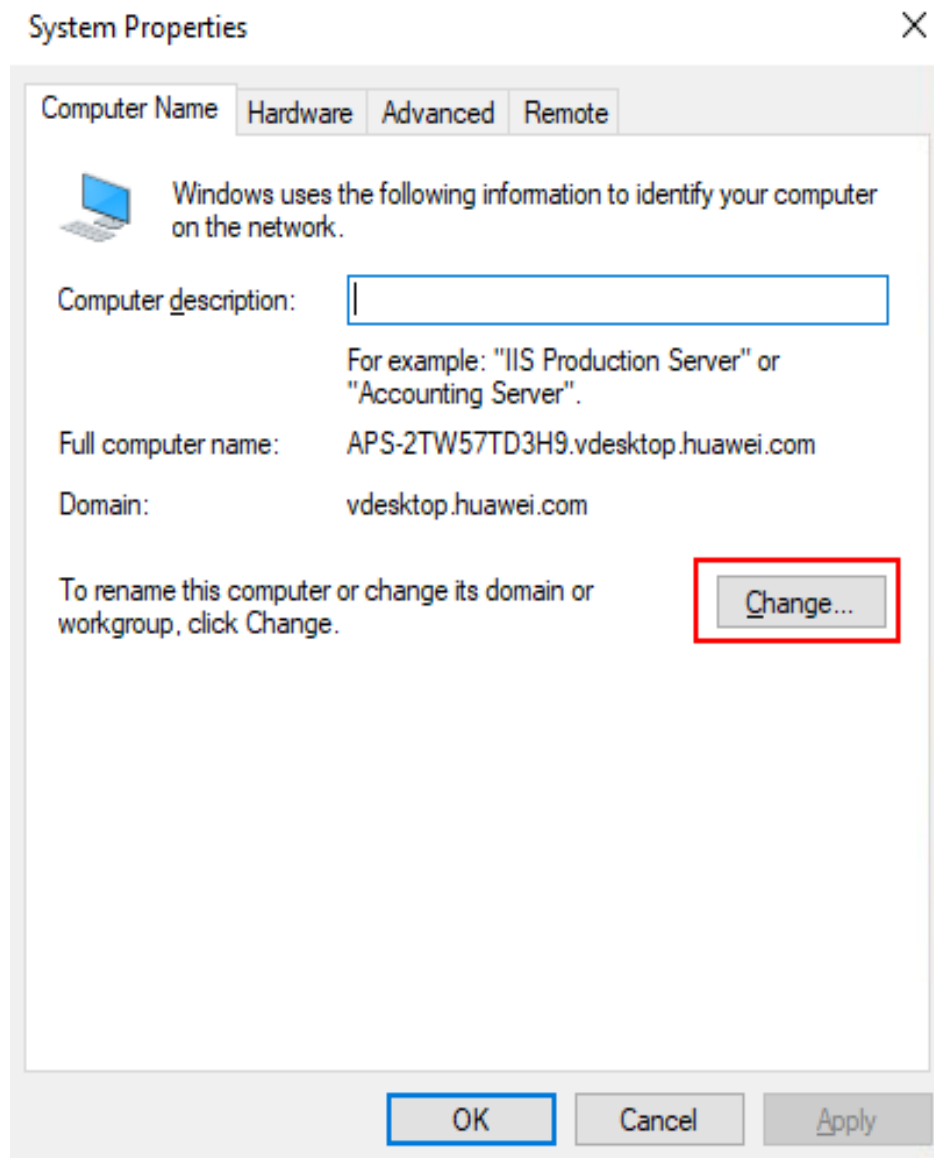 System Properties
Computer Name
Hardware
Advanced
Remote
Windows uses the following information to identify your computer
on the network.
Computer description:
For example: "IIS Production Server" or
"Accounting Server".
Full computer name: APS-2TW57TD3H9.vdesktop.huawei.com
Domain: vdesktop.huawei.com
To rename this computer or change its domain or
workgroup, click Change.
Change...
OK
Cancel
Apply